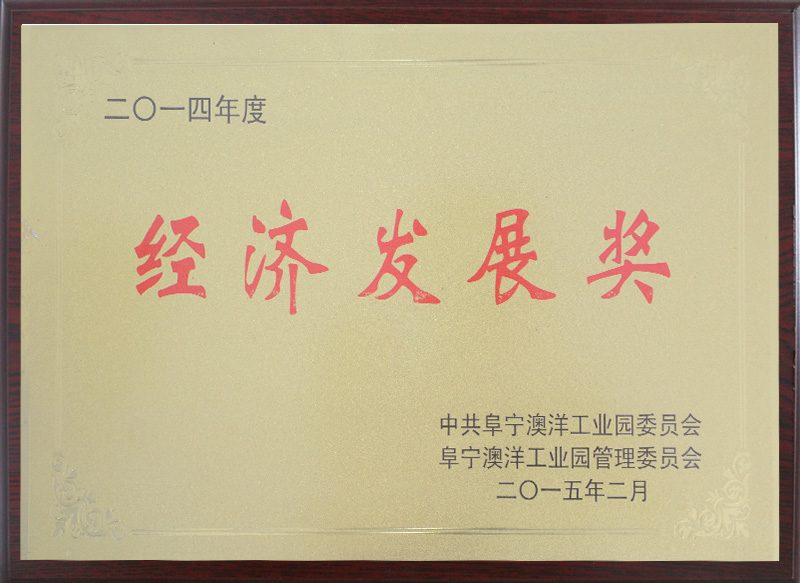 二〇一四年度
经济发展奖
中共阜宁澳洋工业园委员会
阜宁澳洋工业园管理委员会
二〇一五年二月